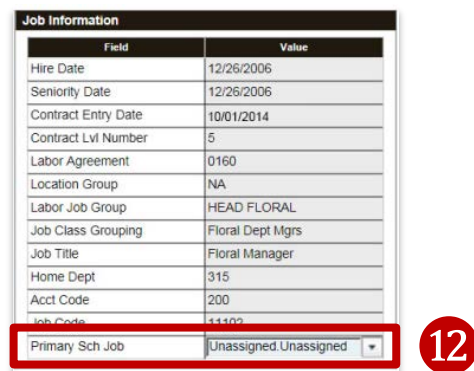 Job Information
Field Value
Hire Date 12/26/2006
Seniority Date 12/26/2006
Contract Entry Date 10/01/2014
Contract Lvl Number 5
Labor Agreement 0160
Location Group NA
Labor Job Group HEAD FLORAL
Job Class Grouping Floral Dept Mgrs
Job Title Floral Manager
Home Dept 315
Acct Code 200
Job Code 11102
Primary Sch Job Unassigned.Unassigned
12